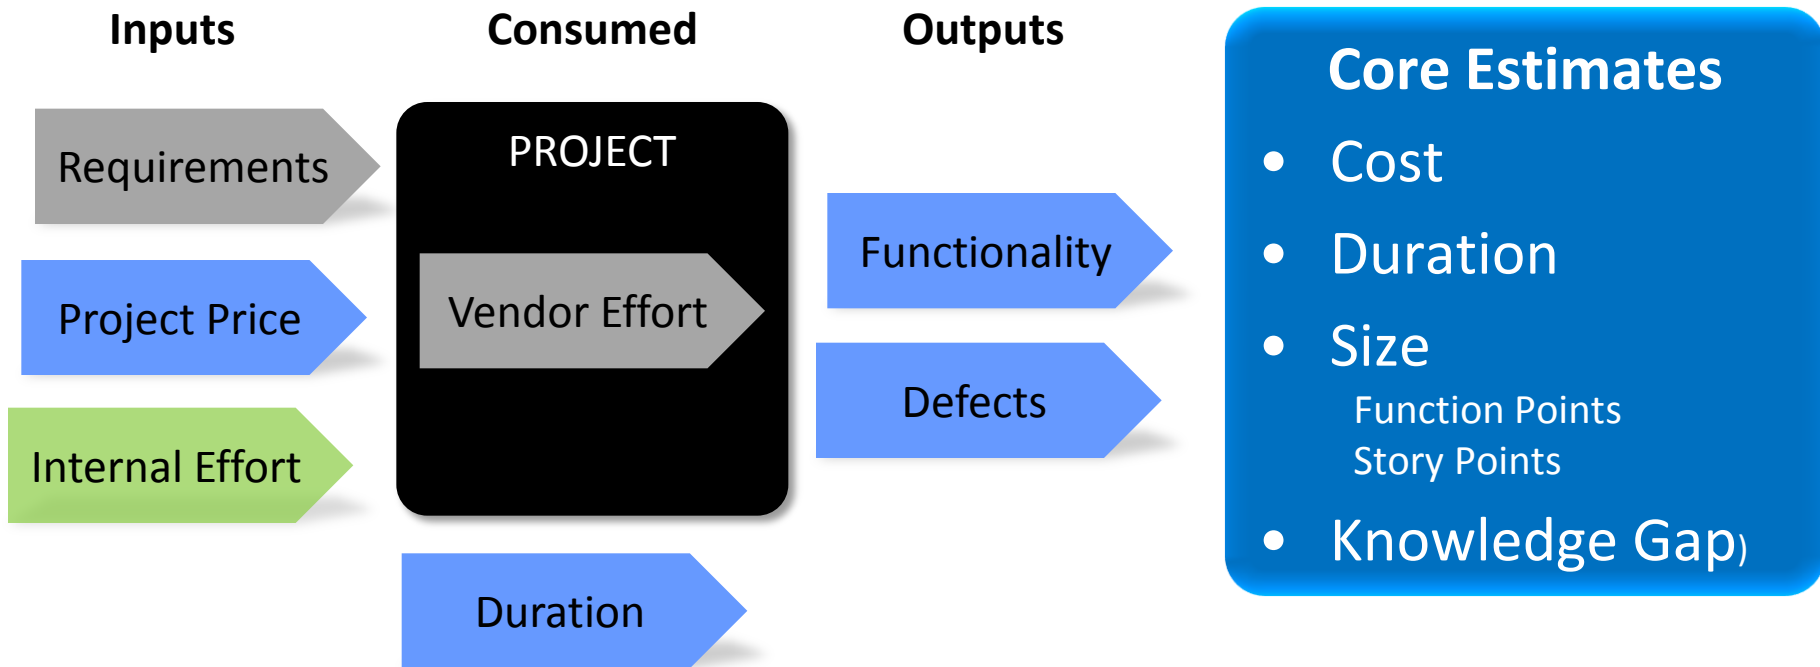 Inputs
Consumed
Outputs
Requirements
Project Price
Internal Effort
PROJECT
Vendor Effort
Duration
Functionality
Defects
Core Estimates
• Cost
• Duration
• Size
Function Points
Story Points
• Knowledge Gap)